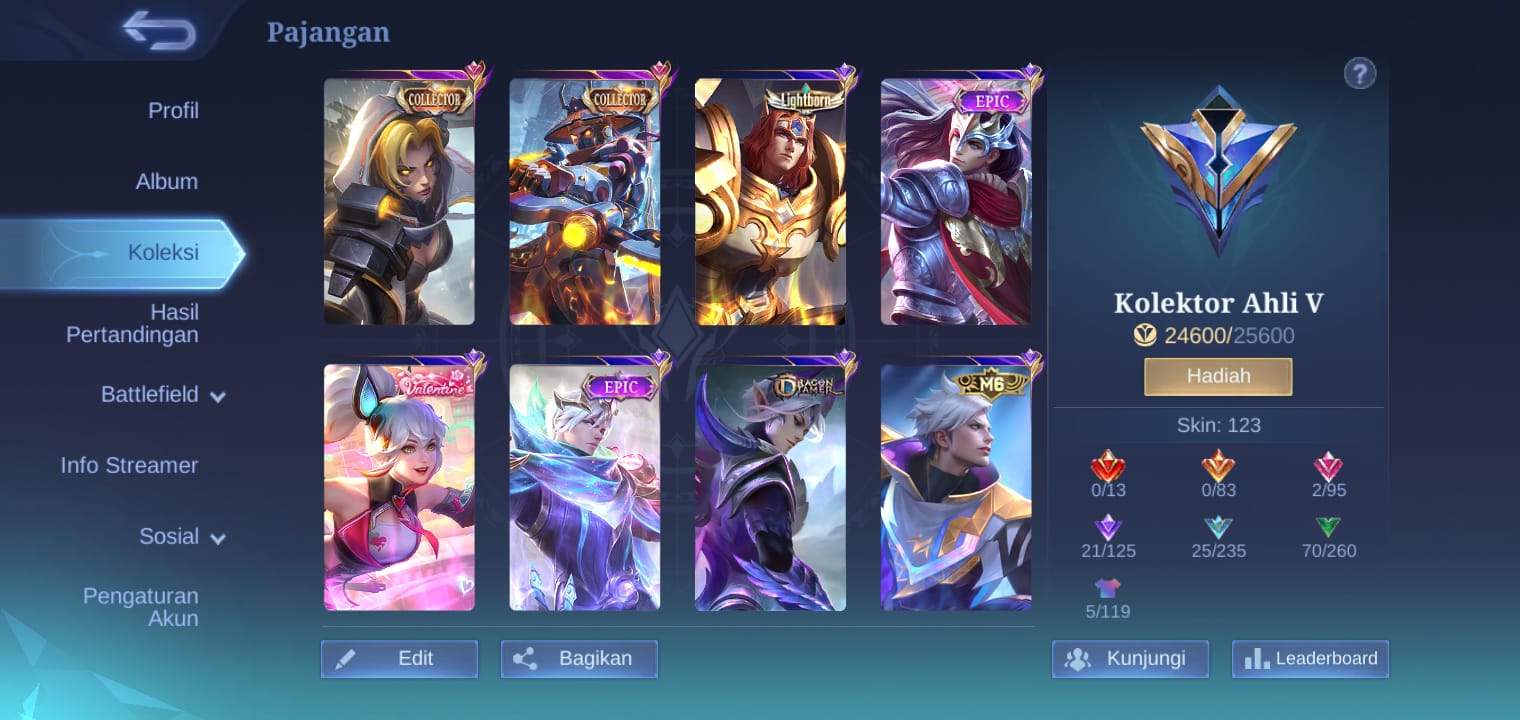 Pajangan
Profil
Album
Koleksi
Hasil
Pertandingan
Battlefield
Info Streamer
Sosial
Pengaturan
Akun
COLLECTOR
COLLECTOR
Lightborn
EPIC
Valentine
EPIC
DRAGON
TAMER
M6
Edit
Bagikan
?
Kolektor Ahli V
24600/25600
Hadiah
Skin: 123
0/13
0/83
2/95
21/125
25/235
70/260
5/119
Kunjungi
Leaderboard